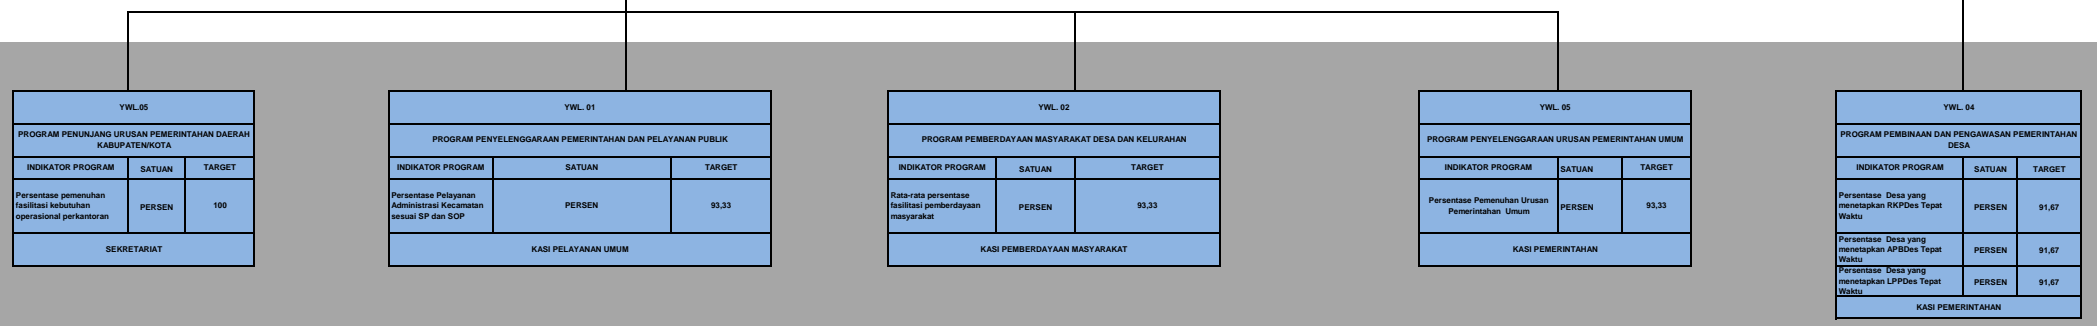 YWL.05
PROGRAM PENUNJANG URUSAN PEMERINTAHAN DAERAH
KABUPATEN/KOTA
INDIKATOR PROGRAM SATUAN TARGET
Persentase pemenuhan
fasilitasi kebutuhan
operasional perkantoran
PERSEN 100
SEKRETARIAT
YWL. 01
PROGRAM PENYELENGGARAAN PEMERINTAHAN DAN PELAYANAN PUBLIK
INDIKATOR PROGRAM SATUAN TARGET
Persentase Pelayanan
Administrasi Kecamatan
sesuai SP dan SOP
PERSEN 93,33
KASI PELAYANAN UMUM
YWL. 02
PROGRAM PEMBERDAYAAN MASYARAKAT DESA DAN KELURAHAN
INDIKATOR PROGRAM SATUAN TARGET
Rata-rata persentase
fasilitasi pemberdayaan
masyarakat
PERSEN 93,33
KASI PEMBERDAYAAN MASYARAKAT
YWL. 05
PROGRAM PENYELENGGARAAN URUSAN PEMERINTAHAN UMUM
INDIKATOR PROGRAM SATUAN TARGET
Persentase Pemenuhan Urusan
Pemerintahan Umum
PERSEN 93,33
KASI PEMERINTAHAN
YWL. 04
PROGRAM PEMBINAAN DAN PENGAWASAN PEMERINTAHAN
DESA
INDIKATOR PROGRAM SATUAN TARGET
Persentase Desa yang
menetapkan RKPDes Tepat
Waktu
PERSEN 91,67
Persentase Desa yang
menetapkan APBDes Tepat
Waktu
PERSEN 91,67
Persentase Desa yang
menetapkan LPPDes Tepat
Waktu
PERSEN 91,67
KASI PEMERINTAHAN